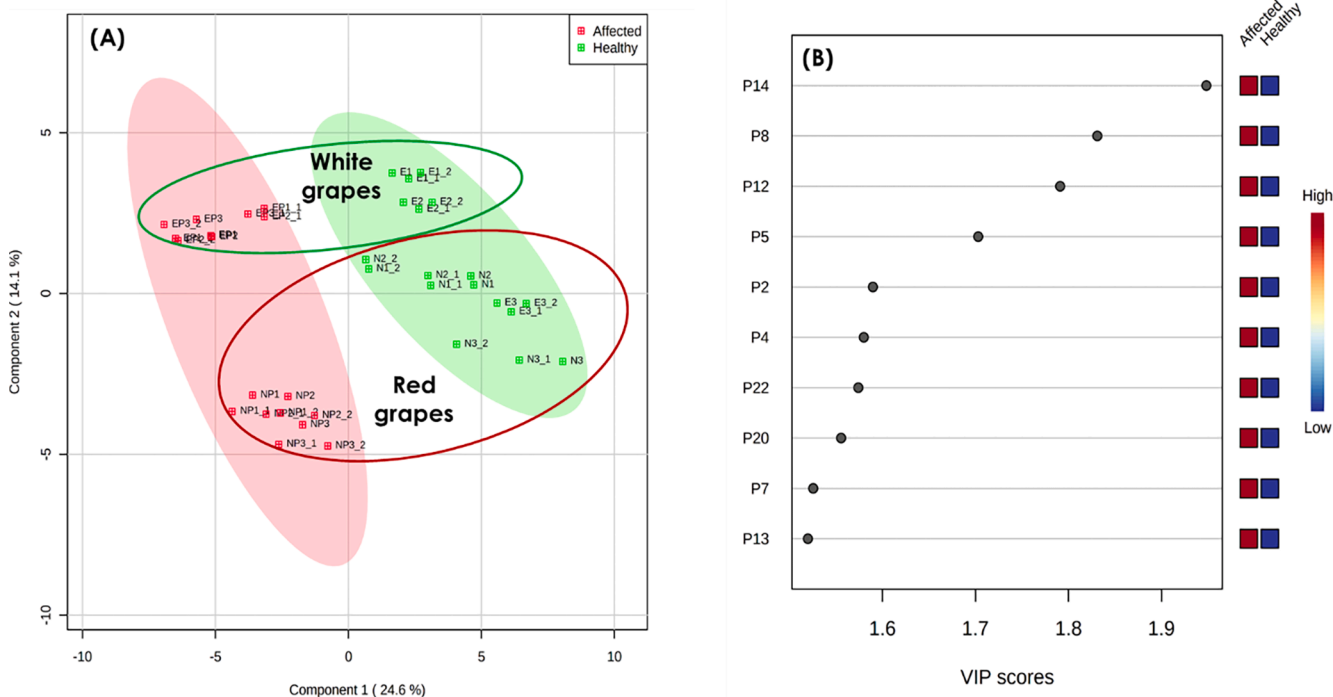 (A)
Affected
Healthy
White
grapes
E1
E1_2
E1_1
E2
E2_2
E2_1
EP1_1
EP2_1
EP3
EP3_2
EP1
N2_2
N1_2
N2_1
N2
N1_1
N1
E3
E3_2
E3_1
N3_2
N3_1
N3
Red
grapes
NP1
NP2
NP1_1
NP1_2
NP2_2
NP3
NP3_1
NP3_2
5
0
-5
-10
-10
-5
0
5
10
Component 2 ( 14.1 %)
Component 1 ( 24.6 %)
(B)
Affected
Healthy
P14
P8
P12
P5
P2
P4
P22
P20
P7
P13
1.6
1.7
1.8
1.9
VIP scores
High
Low